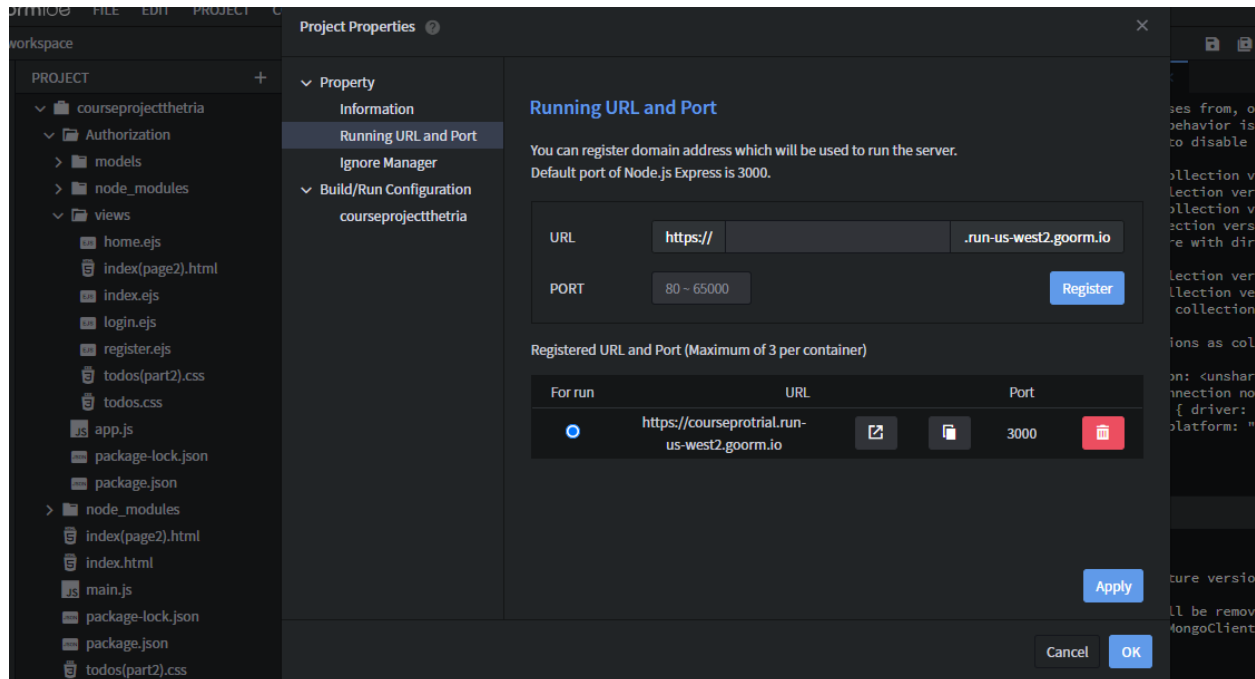 ormIDE FILE EDIT PROJECT C
workspace
PROJECT +
courseprojectthetria
Authorization
models
node_modules
views
home.ejs
index(page2).html
index.ejs
login.ejs
register.ejs
todos(part2).css
todos.css
app.js
package-lock.json
package.json
node_modules
index(page2).html
index.html
main.js
package-lock.json
package.json
todos(part2).css
Project Properties
Property
Information
Running URL and Port
Ignore Manager
Build/Run Configuration
courseprojectthetria
Running URL and Port
You can register domain address which will be used to run the server.
Default port of Node.js Express is 3000.
URL https:// .run-us-west2.goorm.io
PORT 80 ~ 65000 Register
Registered URL and Port (Maximum of 3 per container)
For run URL Port
https://courseprotrial.run-
us-west2.goorm.io 3000
Apply
Cancel OK
ses from, o
behavior is
to disable
ollection v
lection ver
ollection v
ection vers
re with dir
lection ver
llection ve
collection
ions as col
on: <unshar
nnection no
{ driver:
platform: "
ture versio
ll be remov
MongoClient